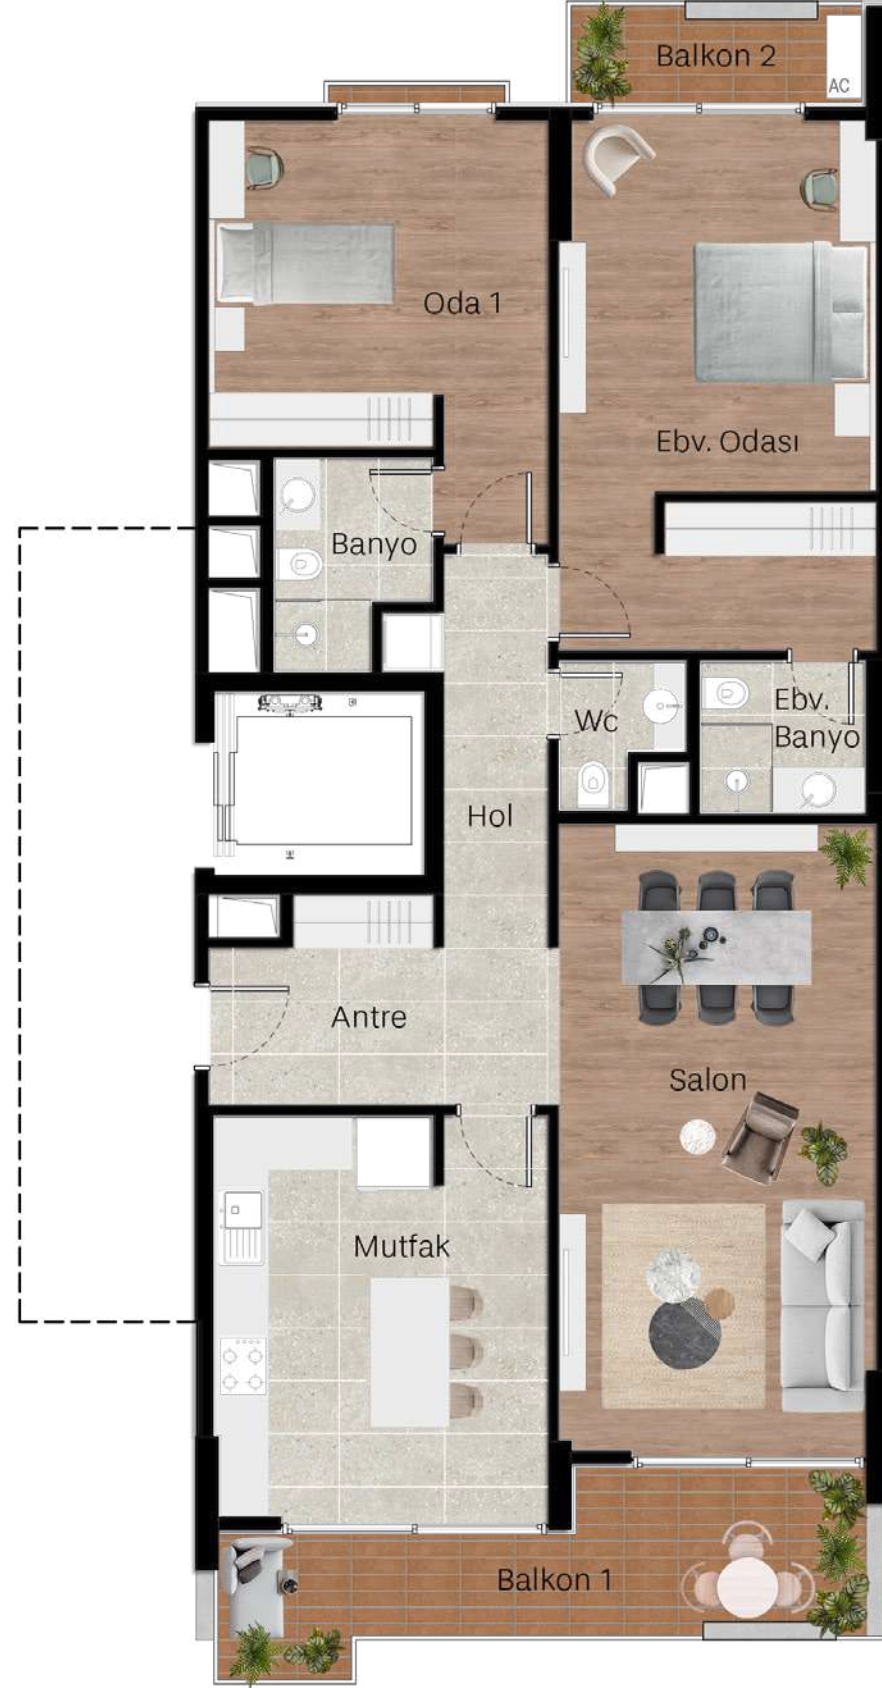 Balkon 2
AC
Oda 1
Ebv. Odası
Banyo
Ebv.
Banyo
Wc
Hol
Antre
Salon
Mutfak
Balkon 1